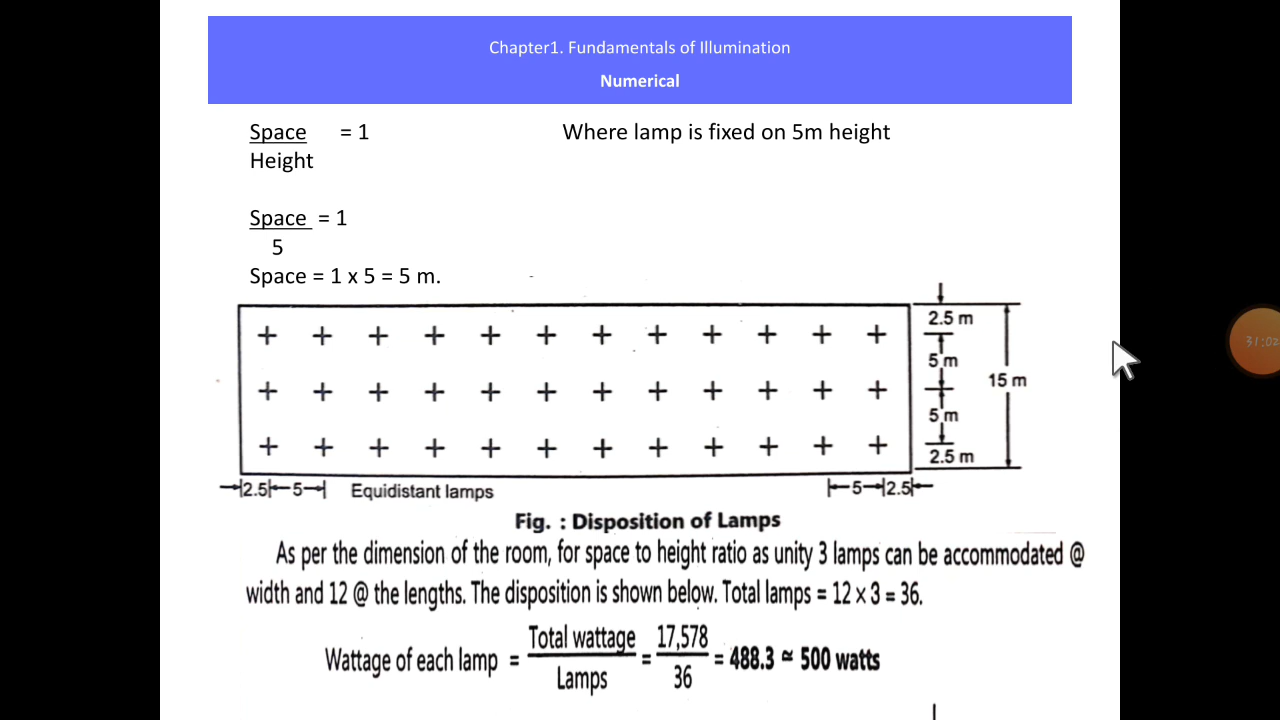 Chapter1. Fundamentals of Illumination
Numerical
Space = 1 Where lamp is fixed on 5m height
Height
Space = 1
5
Space = 1 x 5 = 5 m.
2.5 m
5 m
15 m
5 m
2.5 m
2.5 5 Equidistant lamps 5 2.5
Fig. : Disposition of Lamps
As per the dimension of the room, for space to height ratio as unity 3 lamps can be accommodated @
width and 12 @ the lengths. The disposition is shown below. Total lamps = 12 × 3 = 36.
Wattage of each lamp = Total wattage / Lamps = 17,578 / 36 = 488.3 ≃ 500 watts
31:02